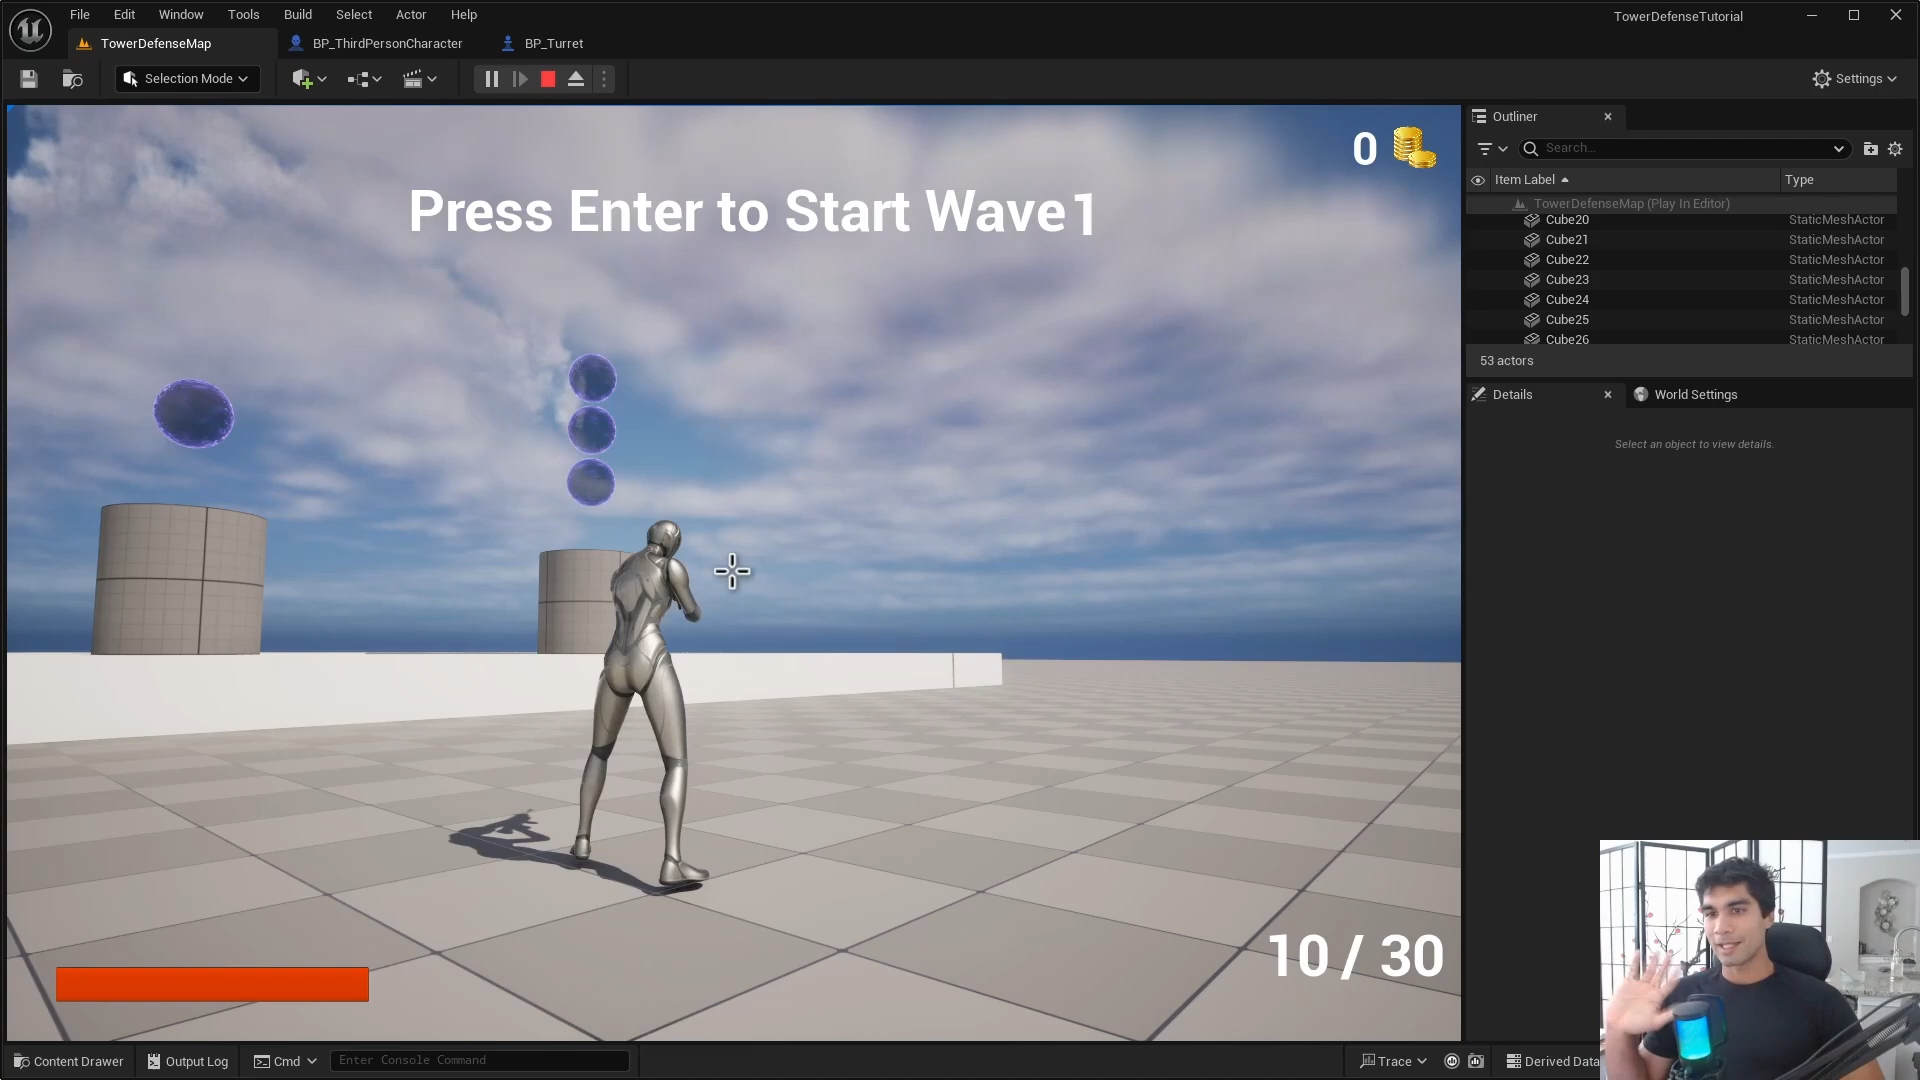 File Edit Window Tools Build Select Actor Help
TowerDefenseTutorial
TowerDefenseMap BP_ThirdPersonCharacter BP_Turret
Selection Mode
Settings
0
Press Enter to Start Wave 1
10 / 30
Outliner
Search...
Item Label Type
TowerDefenseMap (Play In Editor)
Cube20 StaticMeshActor
Cube21 StaticMeshActor
Cube22 StaticMeshActor
Cube23 StaticMeshActor
Cube24 StaticMeshActor
Cube25 StaticMeshActor
Cube26 StaticMeshActor
53 actors
Details World Settings
Select an object to view details.
Content Drawer Output Log Cmd Enter Console Command
Trace Derived Data